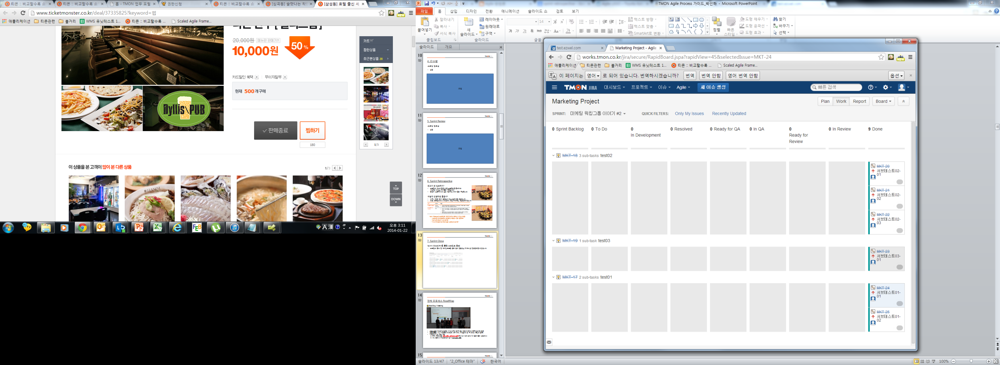 티몬 :: 비교할수록 쇼
티몬 :: 비교할수록 쇼
홈 - TMON 업무 포털
권한신청
티몬 :: 비교할수록 쇼
[심곡동] 술맛나는 작
[삼성동] 호텔 출신 셰
www.ticketmonster.co.kr/deal/37335825?keyword=펍
애플리케이션 티몬관련 볼거리 WMS 유닛테스트 1... 티몬 :: 비교할수록 ... Scaled Agile Frame...
20,000원 메뉴판 판매가?
10,000원
50 %
카드할인 혜택 무이자할부
현재 500개 구매
판매종료 찜하기
180
Dyllis\PUB
카트
찜한상품
최근본상품 20
5+1
1/5
이 상품을 본 고객이 많이 본 다른 상품
1/3
TOP
DOWN
오후 3:11
2014-01-22
TMON Agile Process 가이드_박선하 - Microsoft PowerPoint
파일 홈 삽입 디자인 전환 애니메이션 슬라이드 쇼 검토 보기
붙여넣기
잘라내기
복사
서식 복사
클립보드
새 슬라이드
레이아웃
원래대로
구역
슬라이드
14
글꼴
텍스트 방향
텍스트 맞춤
SmartArt로 변환
정렬
빠른 스타일
도형 채우기
도형 윤곽선
도형 효과
찾기
바꾸기
선택
슬라이드 개요
10
4. CI 수행
11
5. Sprint Review
12
6. Sprint Retrospective
13
7. Sprint Close
14
전체 프로세스 RoadMap
Backlog Meeting
15
슬라이드 13/47 "2_Office 테마" 한국어
100%
test.ezwel.com
Marketing Project - Agile
works.tmon.co.kr/jira/secure/RapidBoard.jspa?rapidView=45&selectedIssue=MKT-24
애플리케이션 티몬관련 볼거리 WMS 유닛테스트 1... 티몬 :: 비교할수록 ... Scaled Agile Frame...
이 페이지는 영어 로 되어 있습니다. 번역하시겠습니까? 번역 번역 안함 영어 번역 안함 옵션
TMON JIRA 대시보드 프로젝트 이슈 Agile 새 이슈 생성 빠른 검색
Marketing Project
Plan Work Report Board
SPRINT: 마케팅 워킹그룹 이야기 #2 QUICK FILTERS: Only My Issues Recently Updated
0 Sprint Backlog
0 To Do
0 In Development
0 Resolved
0 Ready for QA
0 In QA
0 Ready for Review
0 In Review
9 Done
MKT-18 3 sub-tasks test02
MKT-20
서브테스트02-01
MKT-21
서브테스트02-02
MKT-22
서브테스트02-03
MKT-19 1 sub-task test03
MKT-23
서브테스트03-01
MKT-17 2 sub-tasks test01
MKT-24
서브테스트01-01
MKT-25
서브테스트01-02